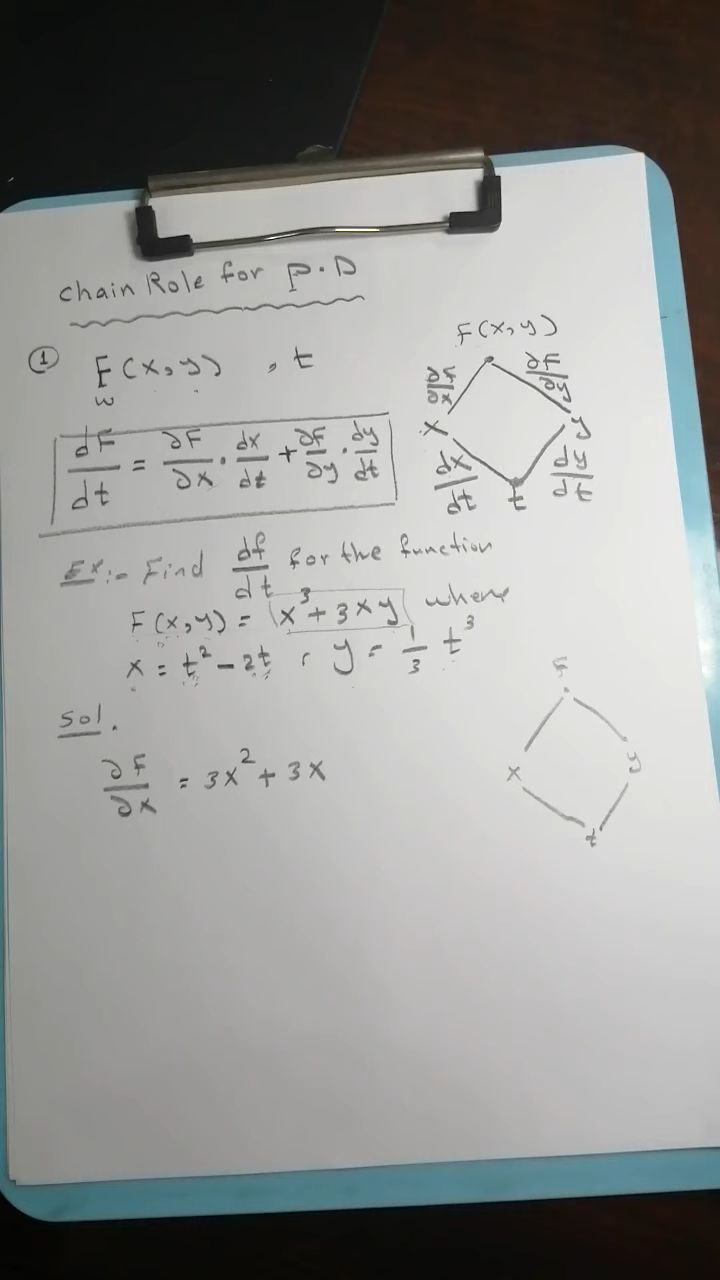 Chain Role for P.D
① F(x,y) , t
w
dF/dt = ∂F/∂x · dx/dt + ∂F/∂y · dy/dt
F(x,y)
∂F/∂x ∂F/∂y
x y
dx/dt dy/dt
t
Ex:- Find df/dt for the function
F(x,y) = x³ + 3xy where
x = t² - 2t , y = 1/3 t³
Sol.
∂F/∂x = 3x² + 3x
F
x y
t